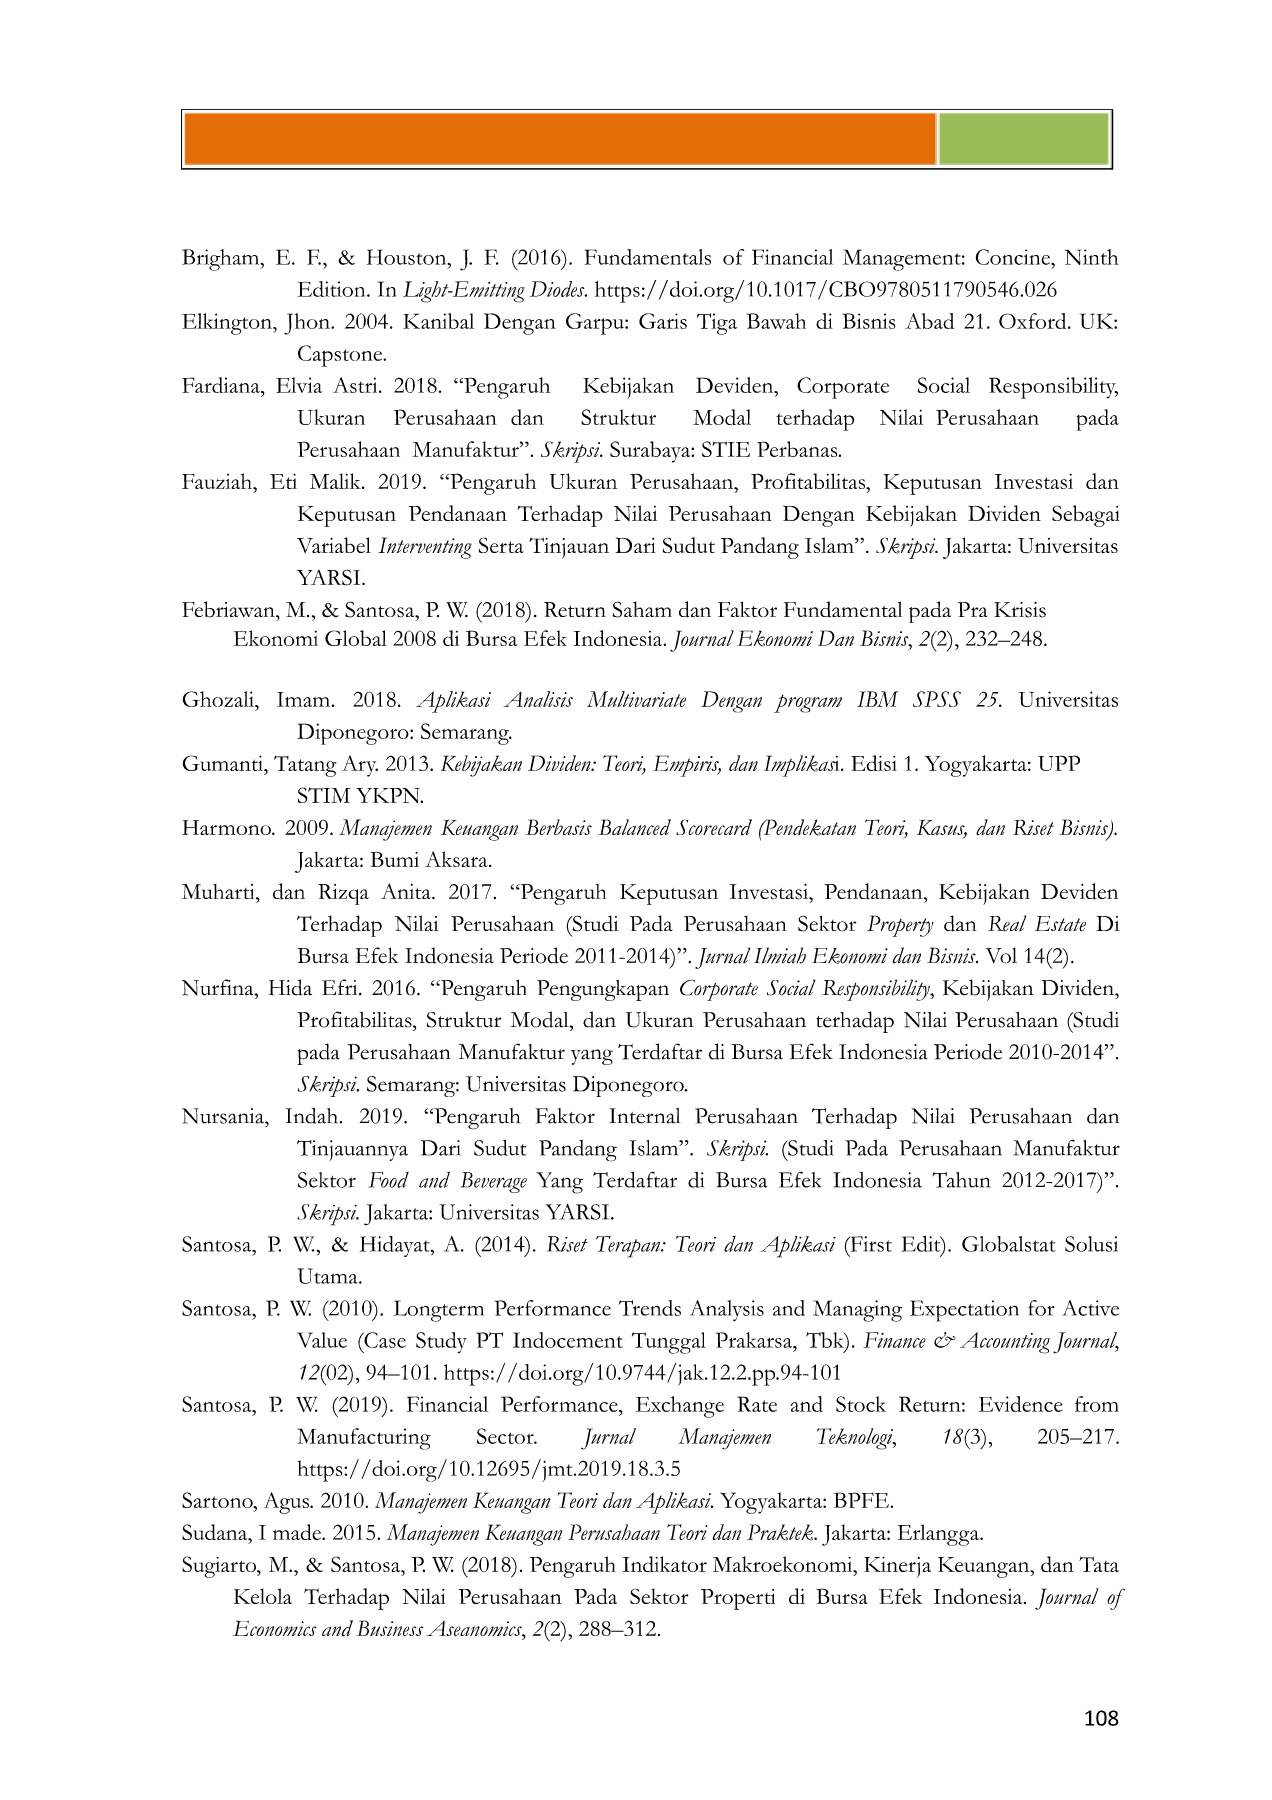 Brigham, E. F., & Houston, J. F. (2016). Fundamentals of Financial Management: Concine, Ninth
Edition. In Light-Emitting Diodes. https://doi.org/10.1017/CBO9780511790546.026
Elkington, Jhon. 2004. Kanibal Dengan Garpu: Garis Tiga Bawah di Bisnis Abad 21. Oxford. UK:
Capstone.
Fardiana, Elvia Astri. 2018. “Pengaruh Kebijakan Deviden, Corporate Social Responsibility,
Ukuran Perusahaan dan Struktur Modal terhadap Nilai Perusahaan pada
Perusahaan Manufaktur”. Skripsi. Surabaya: STIE Perbanas.
Fauziah, Eti Malik. 2019. “Pengaruh Ukuran Perusahaan, Profitabilitas, Keputusan Investasi dan
Keputusan Pendanaan Terhadap Nilai Perusahaan Dengan Kebijakan Dividen Sebagai
Variabel Interventing Serta Tinjauan Dari Sudut Pandang Islam”. Skripsi. Jakarta: Universitas
YARSI.
Febriawan, M., & Santosa, P. W. (2018). Return Saham dan Faktor Fundamental pada Pra Krisis
Ekonomi Global 2008 di Bursa Efek Indonesia. Journal Ekonomi Dan Bisnis, 2(2), 232–248.
Ghozali, Imam. 2018. Aplikasi Analisis Multivariate Dengan program IBM SPSS 25. Universitas
Diponegoro: Semarang.
Gumanti, Tatang Ary. 2013. Kebijakan Dividen: Teori, Empiris, dan Implikasi. Edisi 1. Yogyakarta: UPP
STIM YKPN.
Harmono. 2009. Manajemen Keuangan Berbasis Balanced Scorecard (Pendekatan Teori, Kasus, dan Riset Bisnis).
Jakarta: Bumi Aksara.
Muharti, dan Rizqa Anita. 2017. “Pengaruh Keputusan Investasi, Pendanaan, Kebijakan Deviden
Terhadap Nilai Perusahaan (Studi Pada Perusahaan Sektor Property dan Real Estate Di
Bursa Efek Indonesia Periode 2011-2014)”. Jurnal Ilmiah Ekonomi dan Bisnis. Vol 14(2).
Nurfina, Hida Efri. 2016. “Pengaruh Pengungkapan Corporate Social Responsibility, Kebijakan Dividen,
Profitabilitas, Struktur Modal, dan Ukuran Perusahaan terhadap Nilai Perusahaan (Studi
pada Perusahaan Manufaktur yang Terdaftar di Bursa Efek Indonesia Periode 2010-2014”.
Skripsi. Semarang: Universitas Diponegoro.
Nursania, Indah. 2019. “Pengaruh Faktor Internal Perusahaan Terhadap Nilai Perusahaan dan
Tinjauannya Dari Sudut Pandang Islam”. Skripsi. (Studi Pada Perusahaan Manufaktur
Sektor Food and Beverage Yang Terdaftar di Bursa Efek Indonesia Tahun 2012-2017)”.
Skripsi. Jakarta: Universitas YARSI.
Santosa, P. W., & Hidayat, A. (2014). Riset Terapan: Teori dan Aplikasi (First Edit). Globalstat Solusi
Utama.
Santosa, P. W. (2010). Longterm Performance Trends Analysis and Managing Expectation for Active
Value (Case Study PT Indocement Tunggal Prakarsa, Tbk). Finance & Accounting Journal,
12(02), 94–101. https://doi.org/10.9744/jak.12.2.pp.94-101
Santosa, P. W. (2019). Financial Performance, Exchange Rate and Stock Return: Evidence from
Manufacturing Sector. Jurnal Manajemen Teknologi, 18(3), 205–217.
https://doi.org/10.12695/jmt.2019.18.3.5
Sartono, Agus. 2010. Manajemen Keuangan Teori dan Aplikasi. Yogyakarta: BPFE.
Sudana, I made. 2015. Manajemen Keuangan Perusahaan Teori dan Praktek. Jakarta: Erlangga.
Sugiarto, M., & Santosa, P. W. (2018). Pengaruh Indikator Makroekonomi, Kinerja Keuangan, dan Tata
Kelola Terhadap Nilai Perusahaan Pada Sektor Properti di Bursa Efek Indonesia. Journal of
Economics and Business Aseanomics, 2(2), 288–312.
108